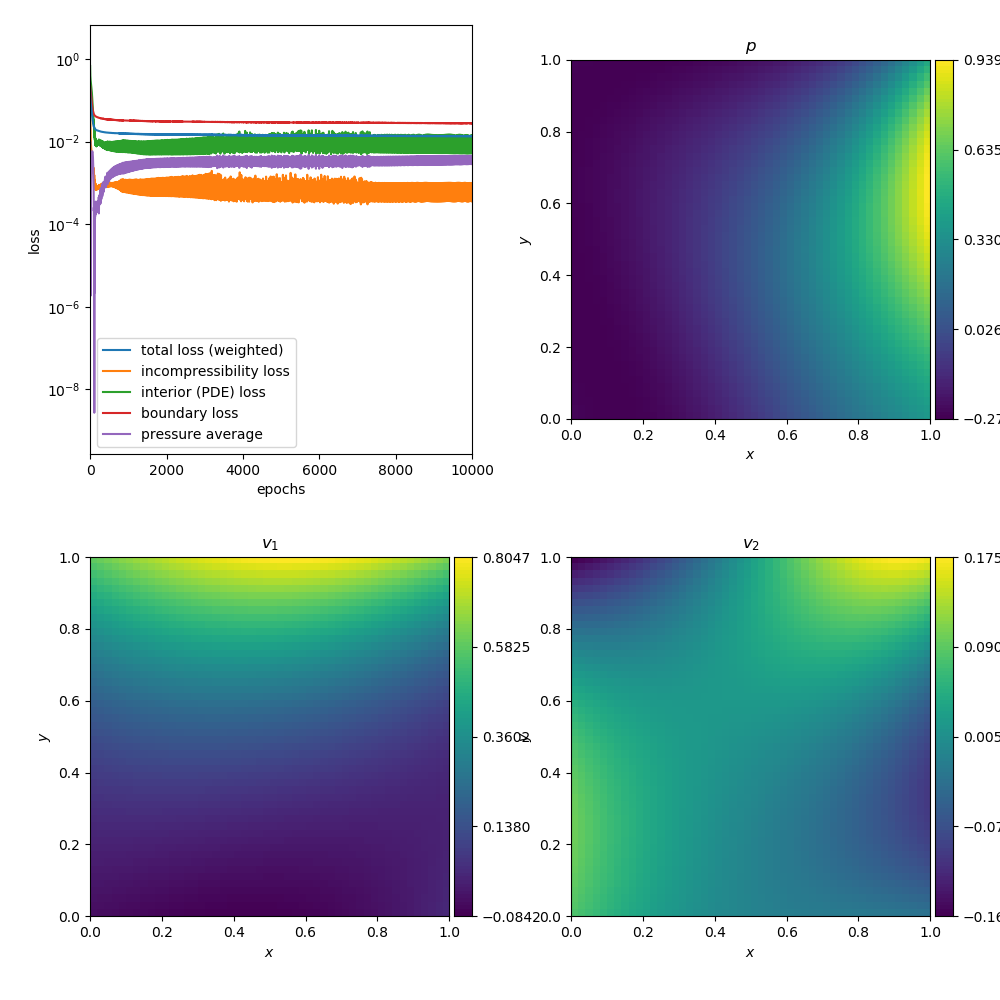 10^0
10^-2
10^-4
10^-6
10^-8
loss
total loss (weighted)
incompressibility loss
interior (PDE) loss
boundary loss
pressure average
0 2000 4000 6000 8000 10000
epochs
p
1.0
0.8
0.6
0.4
0.2
0.0
y
0.0 0.2 0.4 0.6 0.8 1.0
x
0.939
0.635
0.330
0.026
−0.27
v1
1.0
0.8
0.6
0.4
0.2
0.0
y
0.0 0.2 0.4 0.6 0.8 1.0
x
0.8047
0.5825
0.3602
0.1380
−0.0842
v2
1.0
0.8
0.6
0.4
0.2
0.0
y
0.0 0.2 0.4 0.6 0.8 1.0
x
0.175
0.090
0.005
−0.07
−0.16